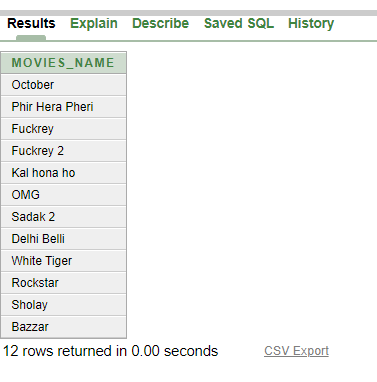 Results Explain Describe Saved SQL History
MOVIES_NAME
October
Phir Hera Pheri
Fuckrey
Fuckrey 2
Kal hona ho
OMG
Sadak 2
Delhi Belli
White Tiger
Rockstar
Sholay
Bazzar
12 rows returned in 0.00 seconds CSV Export